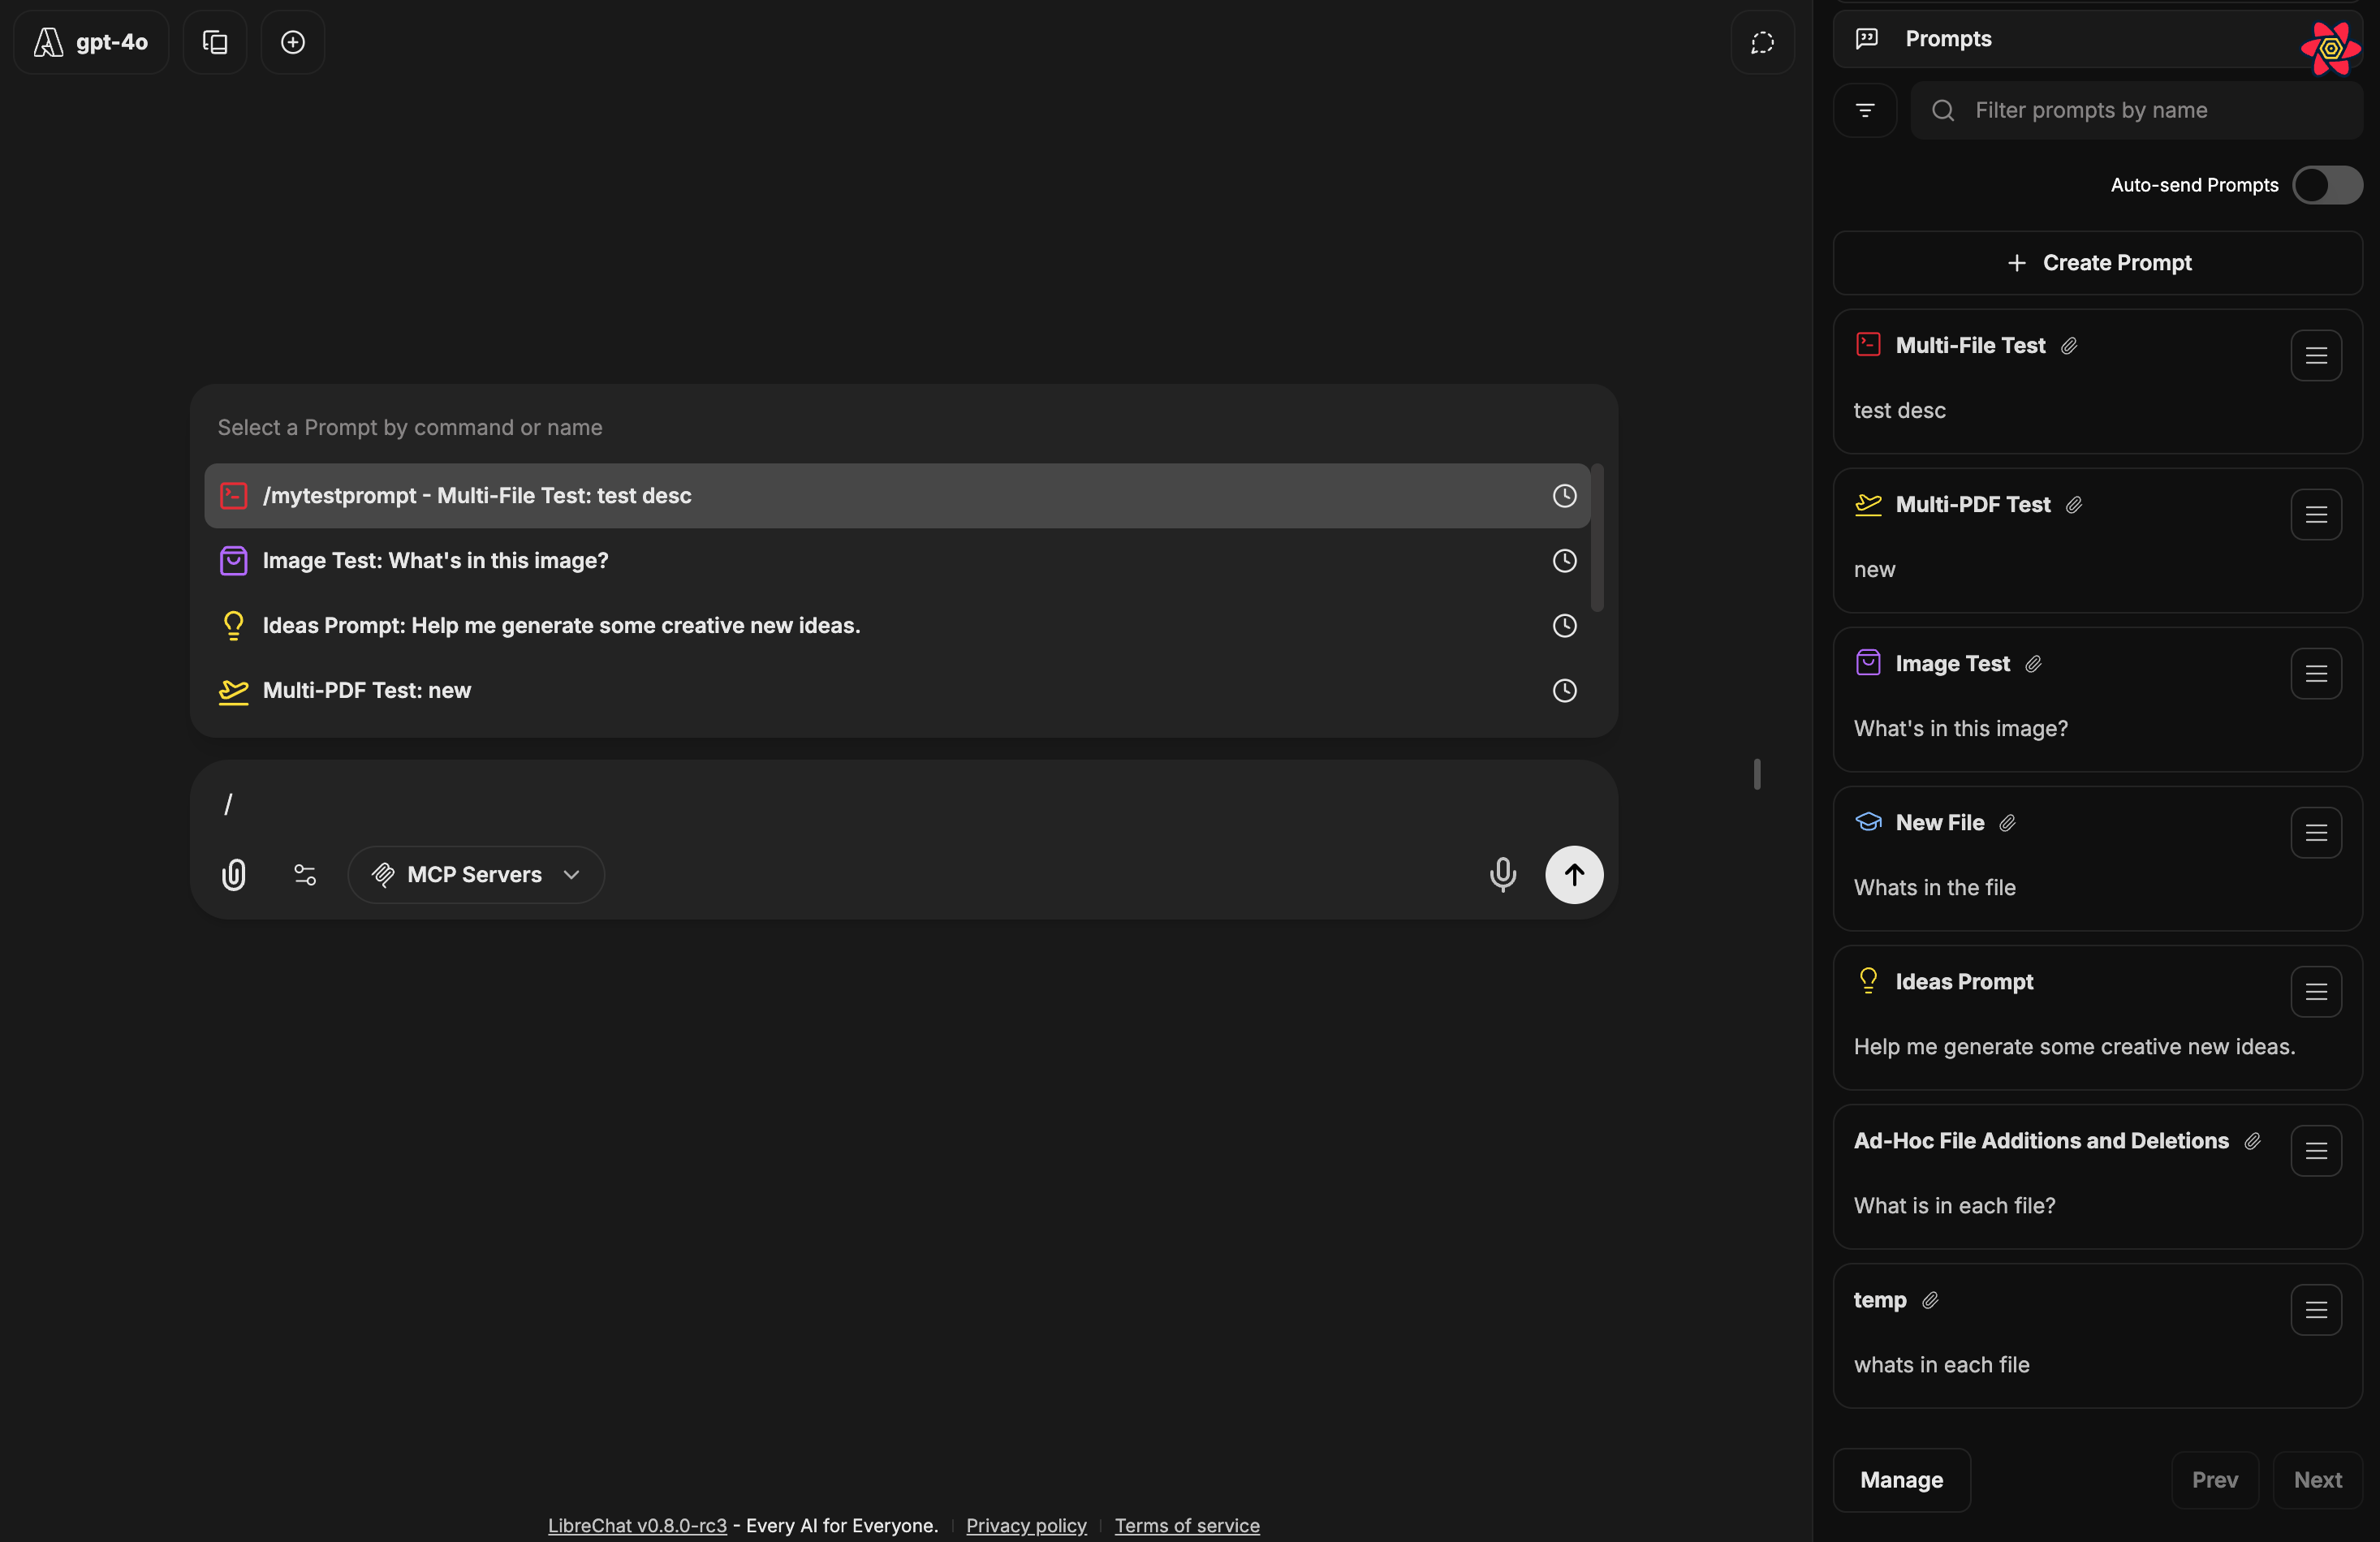 gpt-4o
Select a Prompt by command or name
/mytestprompt - Multi-File Test: test desc
Image Test: What's in this image?
Ideas Prompt: Help me generate some creative new ideas.
Multi-PDF Test: new
/
MCP Servers
LibreChat v0.8.0-rc3 - Every AI for Everyone. Privacy policy Terms of service
Prompts
Filter prompts by name
Auto-send Prompts
Create Prompt
Multi-File Test
test desc
Multi-PDF Test
new
Image Test
What's in this image?
New File
Whats in the file
Ideas Prompt
Help me generate some creative new ideas.
Ad-Hoc File Additions and Deletions
What is in each file?
temp
whats in each file
Manage Prev Next